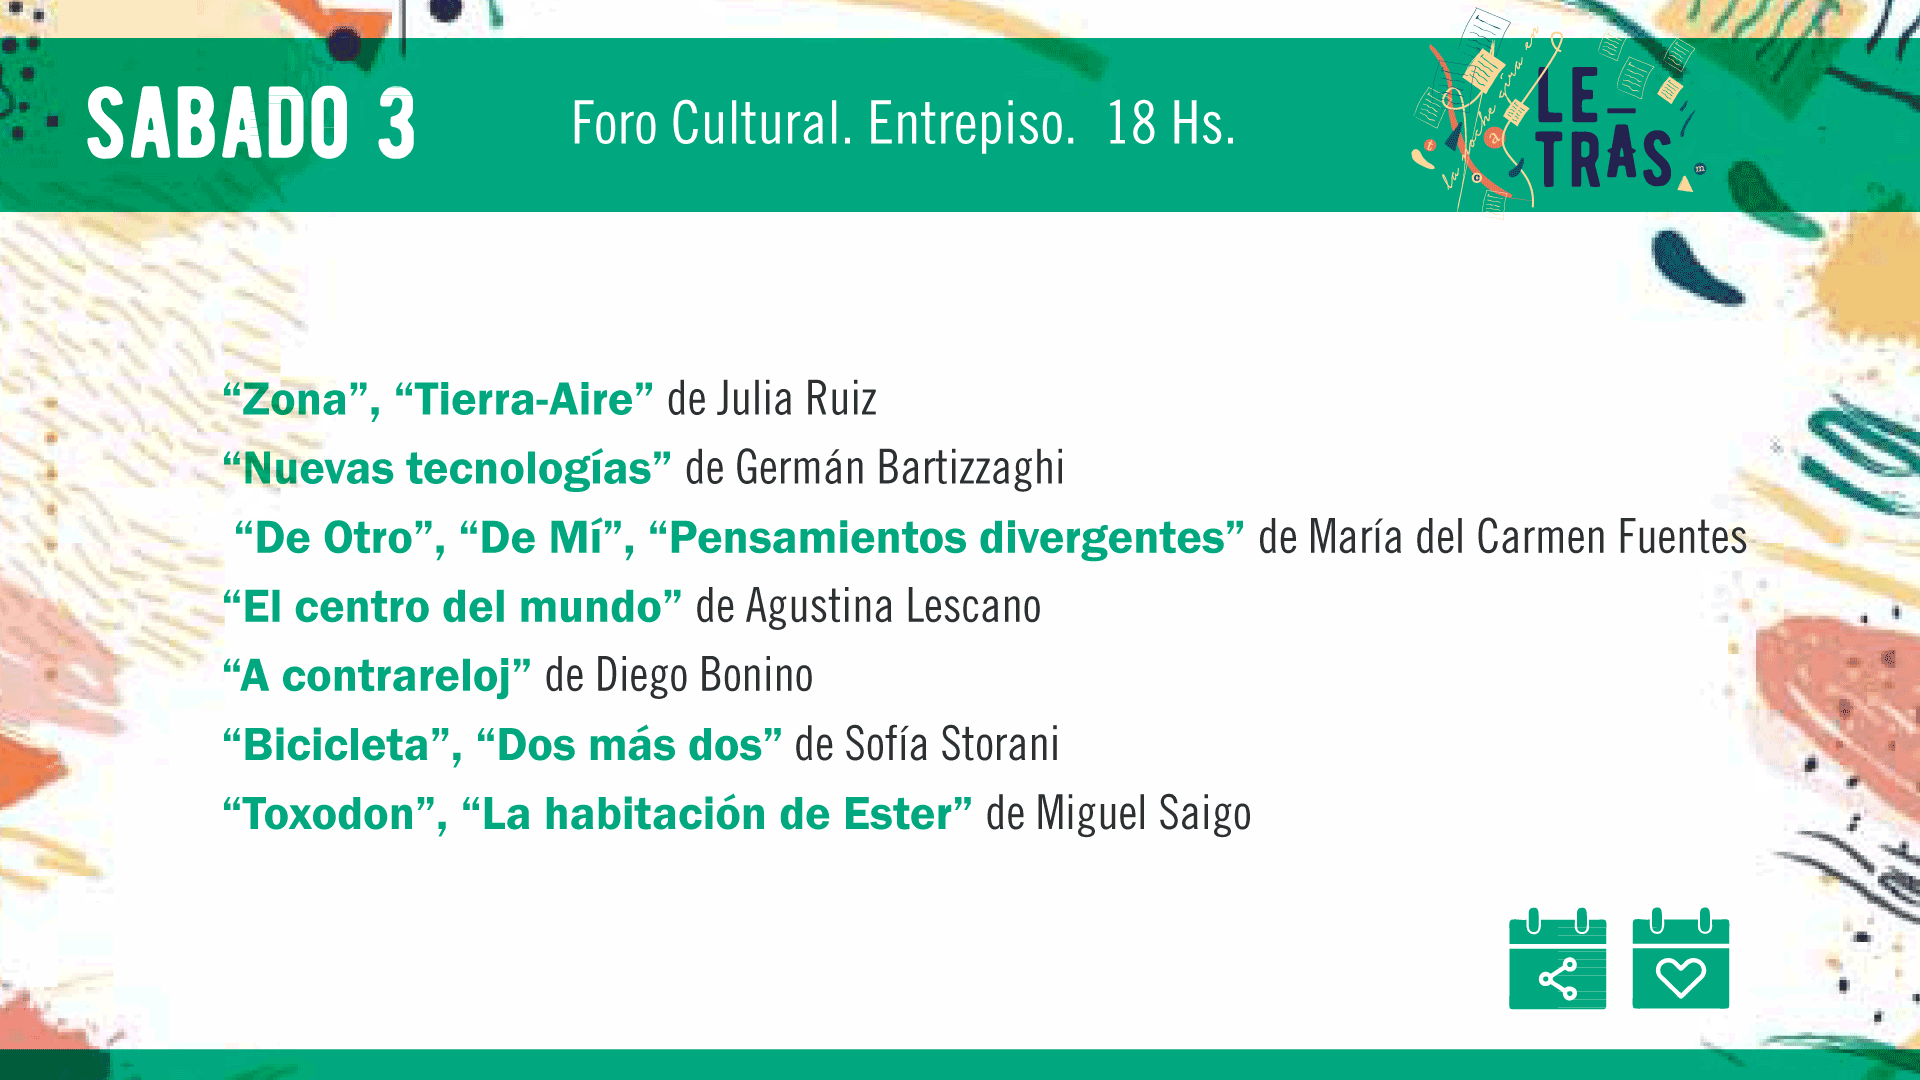 SABADO 3
Foro Cultural. Entrepiso. 18 Hs.
la noche gira en
LE_
TRAS
“Zona”, “Tierra-Aire” de Julia Ruiz
“Nuevas tecnologías” de Germán Bartizzaghi
“De Otro”, “De Mí”, “Pensamientos divergentes” de María del Carmen Fuentes
“El centro del mundo” de Agustina Lescano
“A contrareloj” de Diego Bonino
“Bicicleta”, “Dos más dos” de Sofía Storani
“Toxodon”, “La habitación de Ester” de Miguel Saigo